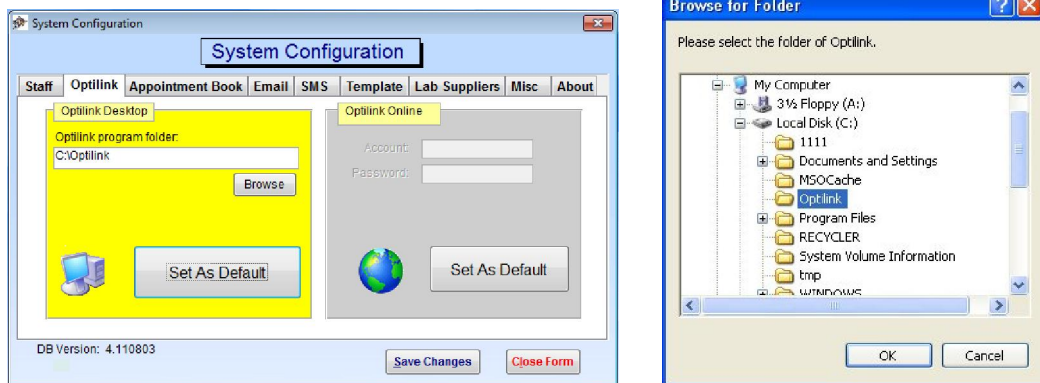 System Configuration
System Configuration
Staff Optilink Appointment Book Email SMS Template Lab Suppliers Misc About
Optilink Desktop
Optilink program folder:
C:\Optilink
Browse
Set As Default
Optilink Online
Account:
Password:
Set As Default
DB Version: 4.110803
Save Changes
Close Form
Browse for Folder
Please select the folder of Optilink.
My Computer
3½ Floppy (A:)
Local Disk (C:)
1111
Documents and Settings
MSOCache
Optilink
Program Files
RECYCLER
System Volume Information
tmp
WINDOWS
OK
Cancel